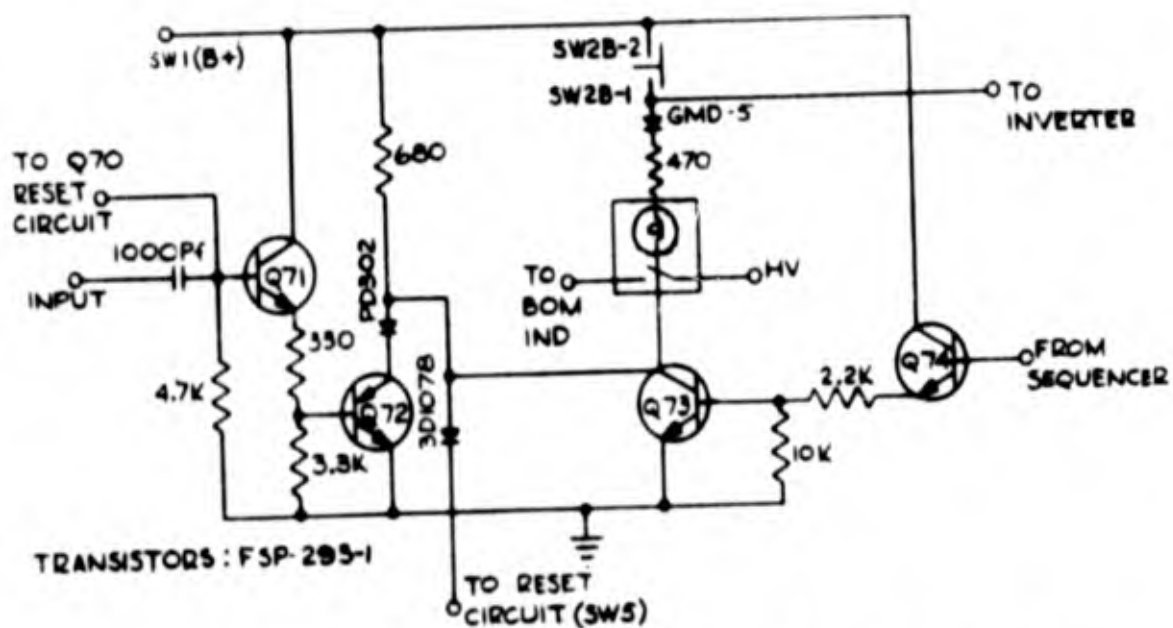 SW1(B+)
SW2B-2
SW2B-1
GMD-5
TO
INVERTER
680
470
TO Q70
RESET
CIRCUIT
1000Pf
INPUT
Q71
PD302
TO
BOM
IND
HV
330
4.7K
Q72
3D1078
Q73
2.2K
Q74
FROM
SEQUENCER
3.3K
10K
TRANSISTORS: FSP-293-1
TO RESET
CIRCUIT (SW5)